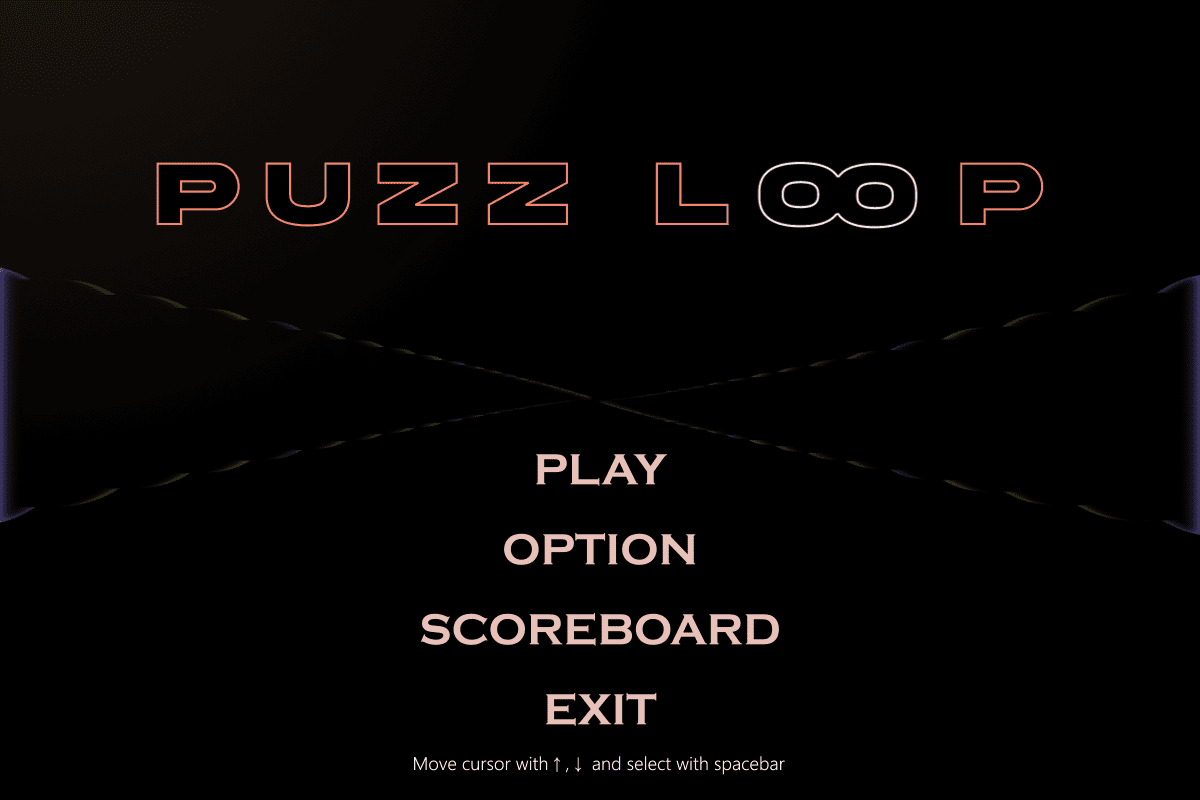 PUZZ LOOP
PLAY
OPTION
SCOREBOARD
EXIT
Move cursor with ↑ , ↓ and select with spacebar